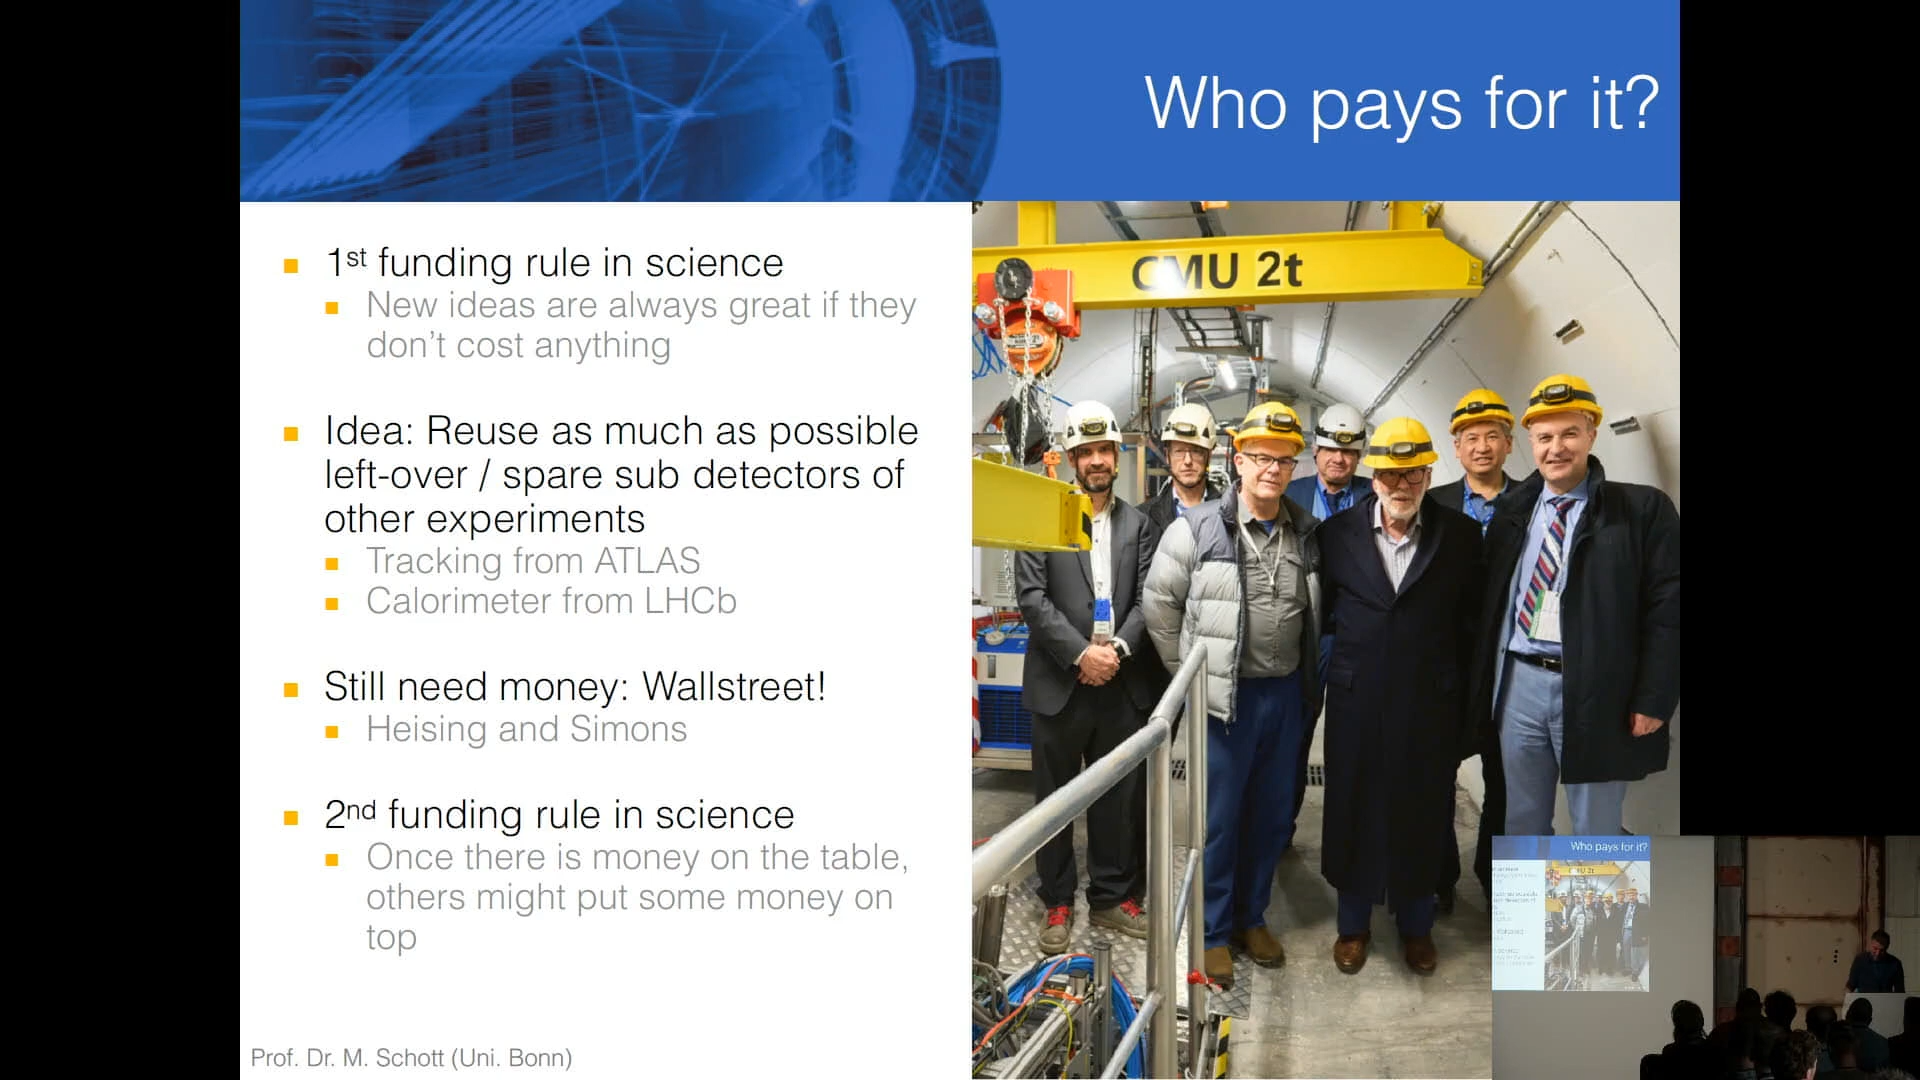 Who pays for it?
1st funding rule in science
New ideas are always great if they
don't cost anything
Idea: Reuse as much as possible
left-over / spare sub detectors of
other experiments
Tracking from ATLAS
Calorimeter from LHCb
Still need money: Wallstreet!
Heising and Simons
2nd funding rule in science
Once there is money on the table,
others might put some money on
top
Prof. Dr. M. Schott (Uni. Bonn)
CMU 2t
Who pays for it?